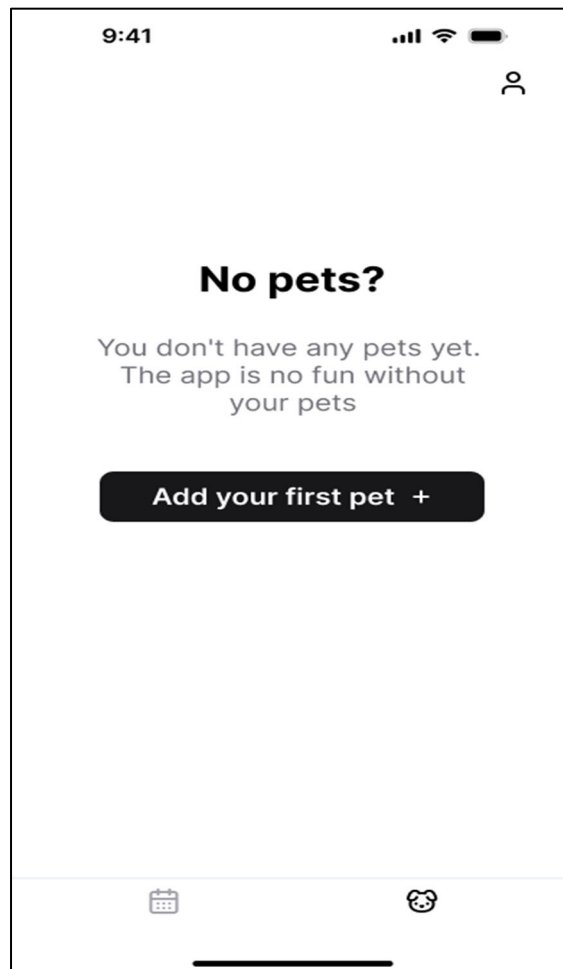 9:41
No pets?
You don't have any pets yet.
The app is no fun without
your pets
Add your first pet +